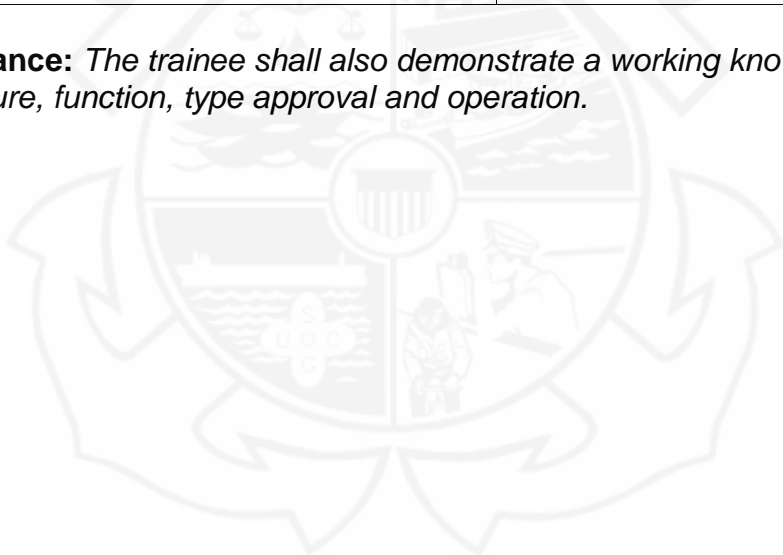 ance: The trainee shall also demonstrate a working kno
ure, function, type approval and operation.
S
U O C
G